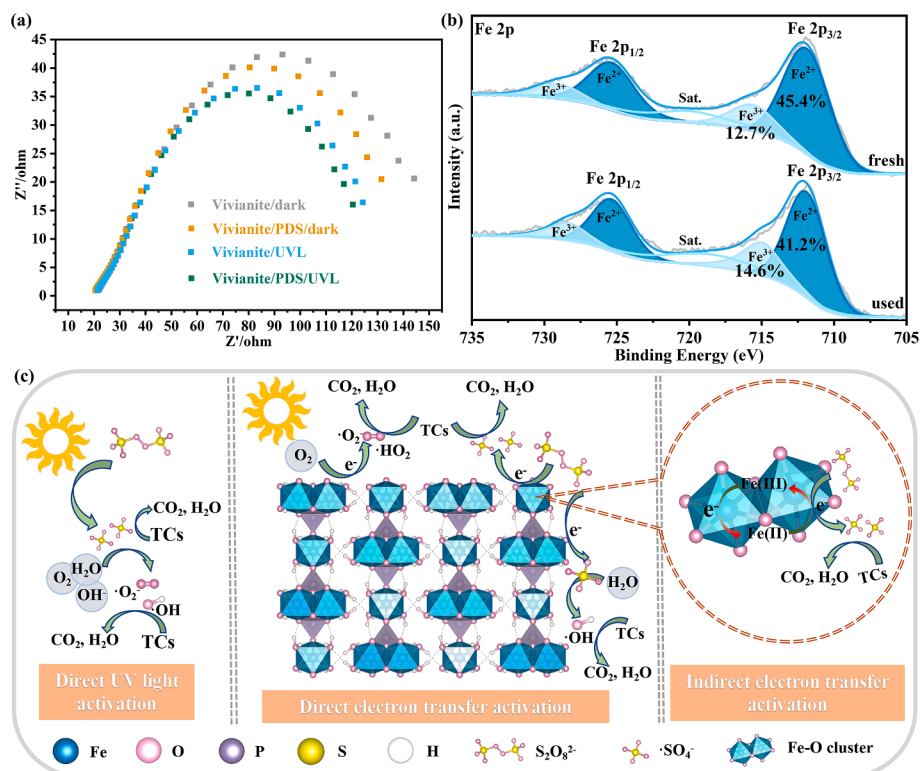 (a)
45
40
35
30
25
20
15
10
5
0
Z''/ohm
Vivianite/dark
Vivianite/PDS/dark
Vivianite/UVL
Vivianite/PDS/UVL
10 20 30 40 50 60 70 80 90 100 110 120 130 140 150
Z'/ohm
(b)
Fe 2p
Fe 2p3/2
Fe 2p1/2
Fe²⁺
Fe²⁺
45.4%
Sat.
Fe³⁺
Fe³⁺
12.7%
fresh
Fe 2p3/2
Fe 2p1/2
Fe²⁺
Fe²⁺
41.2%
Sat.
Fe³⁺
Fe³⁺
14.6%
used
Intensity (a.u.)
735 730 725 720 715 710 705
Binding Energy (eV)
(c)
CO₂, H₂O
TCs
O₂
H₂O
OH⁻
·O₂⁻
·OH
CO₂, H₂O
TCs
Direct UV light
activation
CO₂, H₂O
CO₂, H₂O
·O₂⁻
TCs
·HO₂
O₂
e⁻
e⁻
e⁻
H₂O
·OH
TCs
CO₂, H₂O
Direct electron transfer activation
Fe(III)
e⁻
e⁻
Fe(II)
CO₂, H₂O
TCs
Indirect electron transfer
activation
Fe
O
P
S
H
S₂O₈²⁻
·SO₄⁻
Fe-O cluster